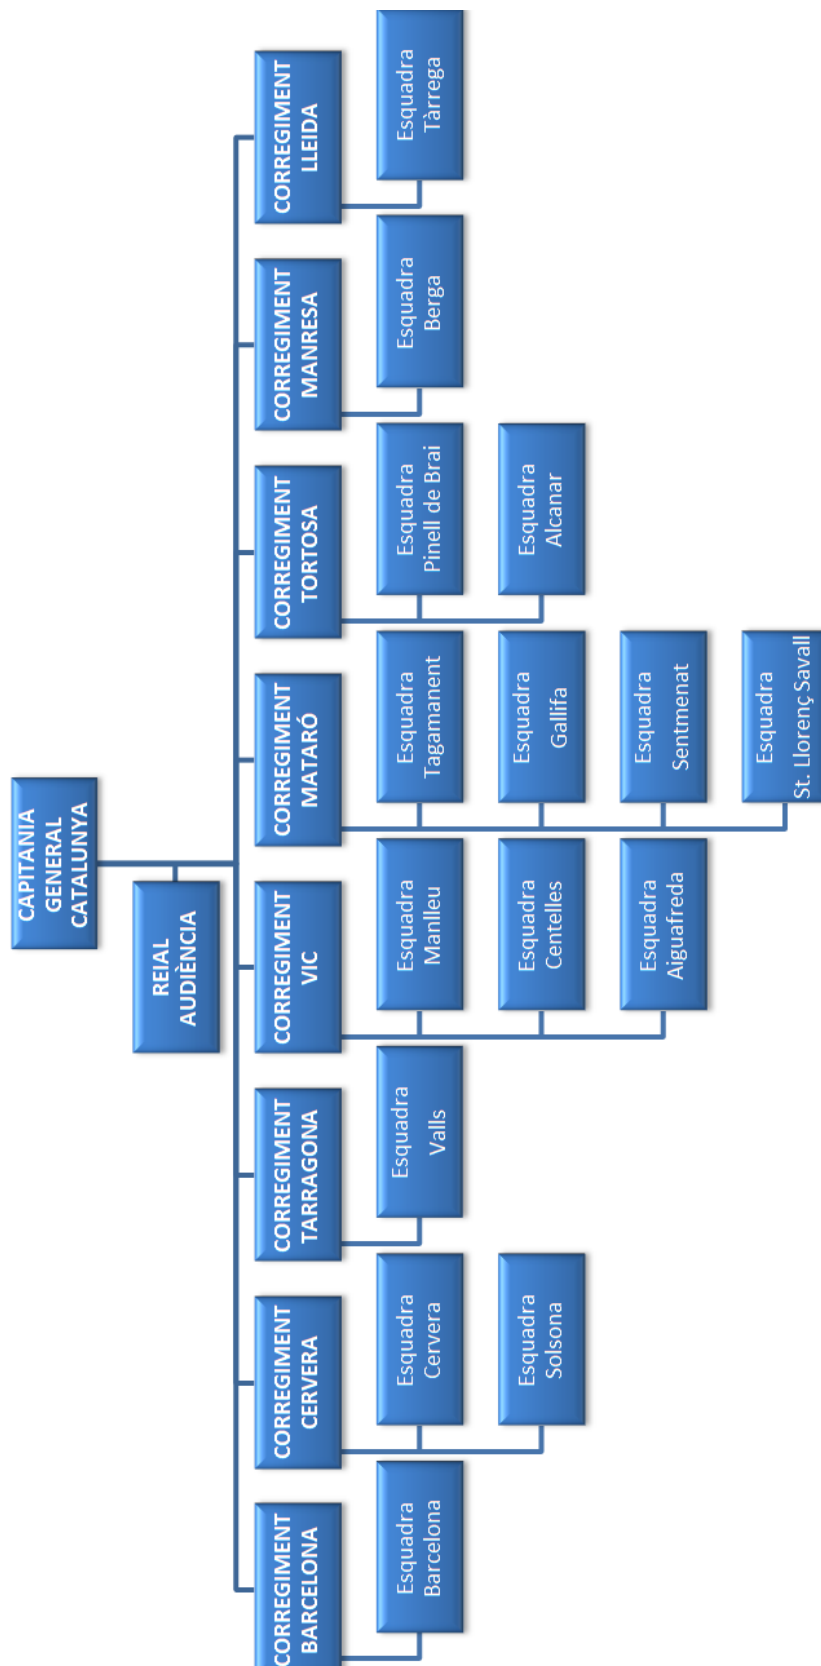 CAPITANIA
GENERAL
CATALUNYA
REIAL
AUDIÈNCIA
CORREGIMENT
BARCELONA
Esquadra
Barcelona
CORREGIMENT
CERVERA
Esquadra
Cervera
Esquadra
Solsona
CORREGIMENT
TARRAGONA
Esquadra
Valls
CORREGIMENT
VIC
Esquadra
Manlleu
Esquadra
Centelles
Esquadra
Aiguafreda
CORREGIMENT
MATARÓ
Esquadra
Tagamanent
Esquadra
Gallifa
Esquadra
Sentmenat
Esquadra
St. Llorenç Savall
CORREGIMENT
TORTOSA
Esquadra
Pinell de Brai
Esquadra
Alcanar
CORREGIMENT
MANRESA
Esquadra
Berga
CORREGIMENT
LLEIDA
Esquadra
Tàrrega